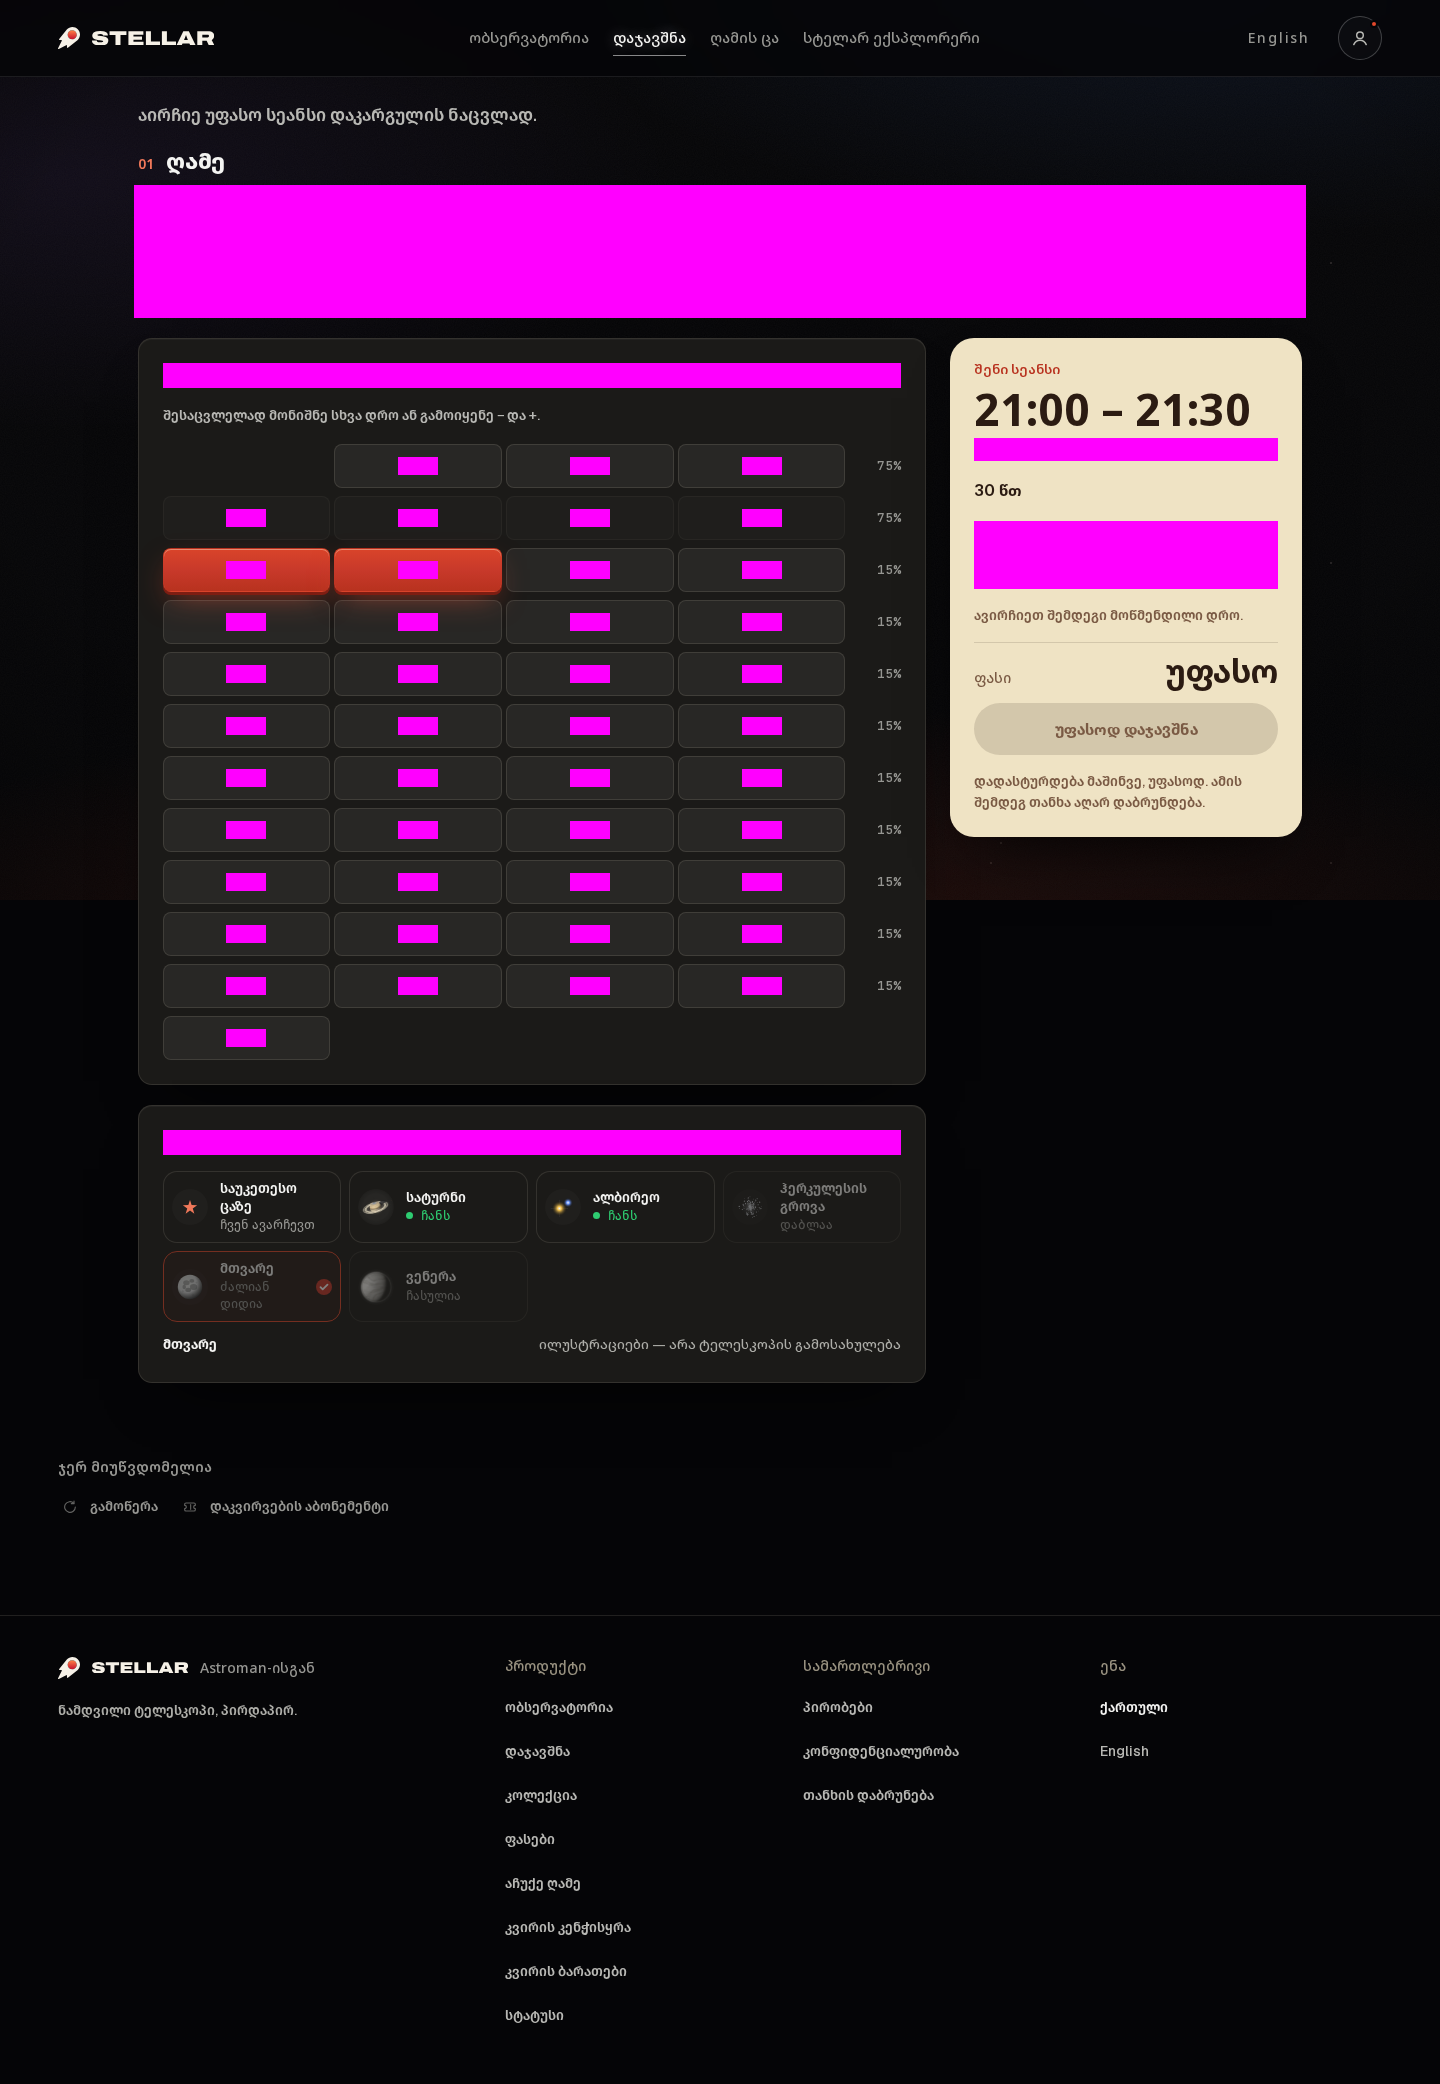 STELLAR
ობსერვატორია
დაჯავშნა
ღამის ცა
სტელარ ექსპლორერი
English
აირჩიე უფასო სეანსი დაკარგულის ნაცვლად.
01 ღამე
შესაცვლელად მონიშნე სხვა დრო ან გამოიყენე – და +.
75%
75%
15%
15%
15%
15%
15%
15%
15%
15%
15%
შენი სეანსი
21:00 – 21:30
30 წთ
ავირჩიეთ შემდეგი მოწმენდილი დრო.
ფასი უფასო
უფასოდ დაჯავშნა
დადასტურდება მაშინვე, უფასოდ. ამის
შემდეგ თანხა აღარ დაბრუნდება.
საუკეთესო
ცაზე
ჩვენ ავარჩევთ
სატურნი
ჩანს
ალბირეო
ჩანს
ჰერკულესის
გროვა
დაბლაა
მთვარე
ძალიან
დიდია
ვენერა
ჩასულია
მთვარე
ილუსტრაციები — არა ტელესკოპის გამოსახულება
ჯერ მიუწვდომელია
გამოწერა
დაკვირვების აბონემენტი
STELLAR Astroman-ისგან
ნამდვილი ტელესკოპი, პირდაპირ.
პროდუქტი
ობსერვატორია
დაჯავშნა
კოლექცია
ფასები
აჩუქე ღამე
კვირის კენჭისყრა
კვირის ბარათები
სტატუსი
სამართლებრივი
პირობები
კონფიდენციალურობა
თანხის დაბრუნება
ენა
ქართული
English